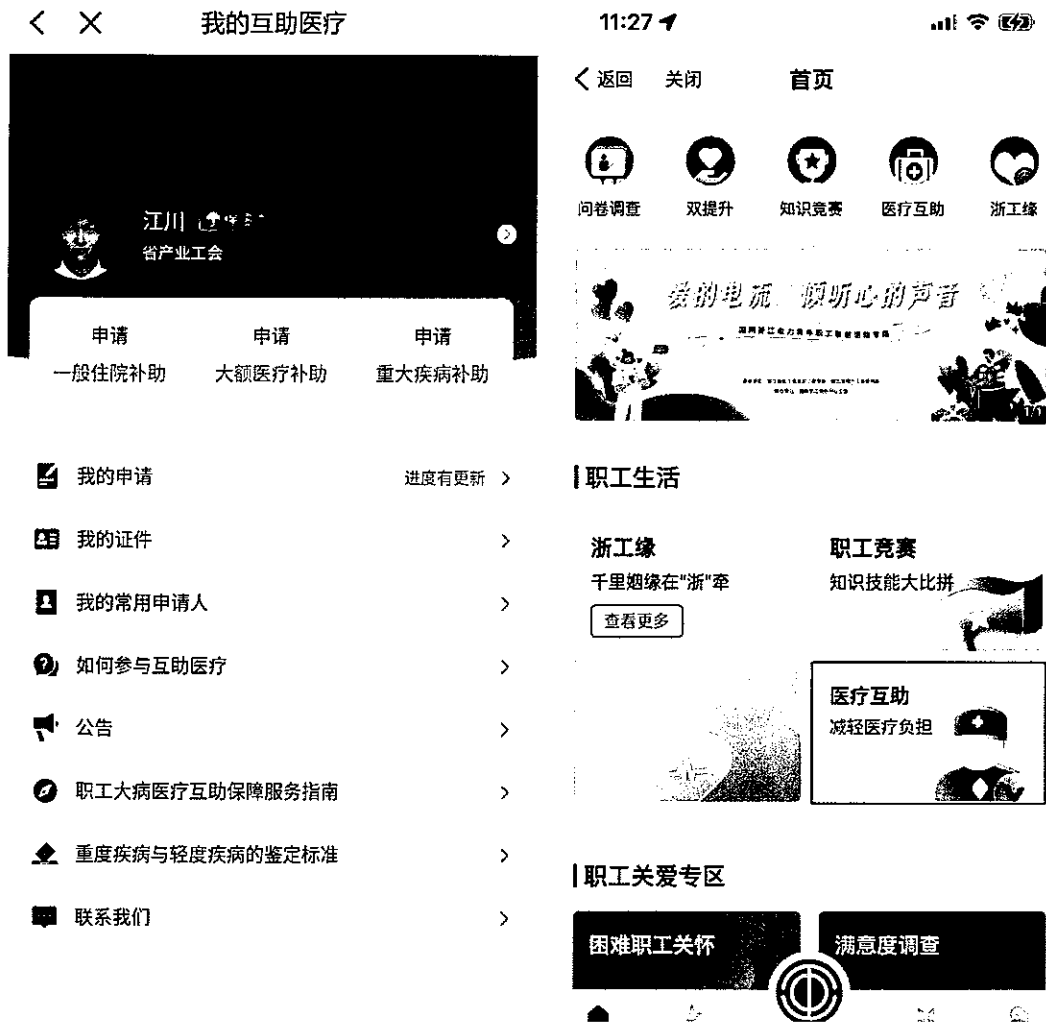 我的互助医疗
江川
省产业工会
申请
一般住院补助
申请
大额医疗补助
申请
重大疾病补助
我的申请
进度有更新
我的证件
我的常用申请人
如何参与互助医疗
公告
职工大病医疗互助保障服务指南
重度疾病与轻度疾病的鉴定标准
联系我们
11:27
返回 关闭 首页
问卷调查 双提升 知识竞赛 医疗互助 浙工缘
爱的电流 倾听心的声音
职工生活
浙工缘
千里姻缘在"浙"牵
查看更多
职工竞赛
知识技能大比拼
医疗互助
减轻医疗负担
职工关爱专区
困难职工关怀
满意度调查